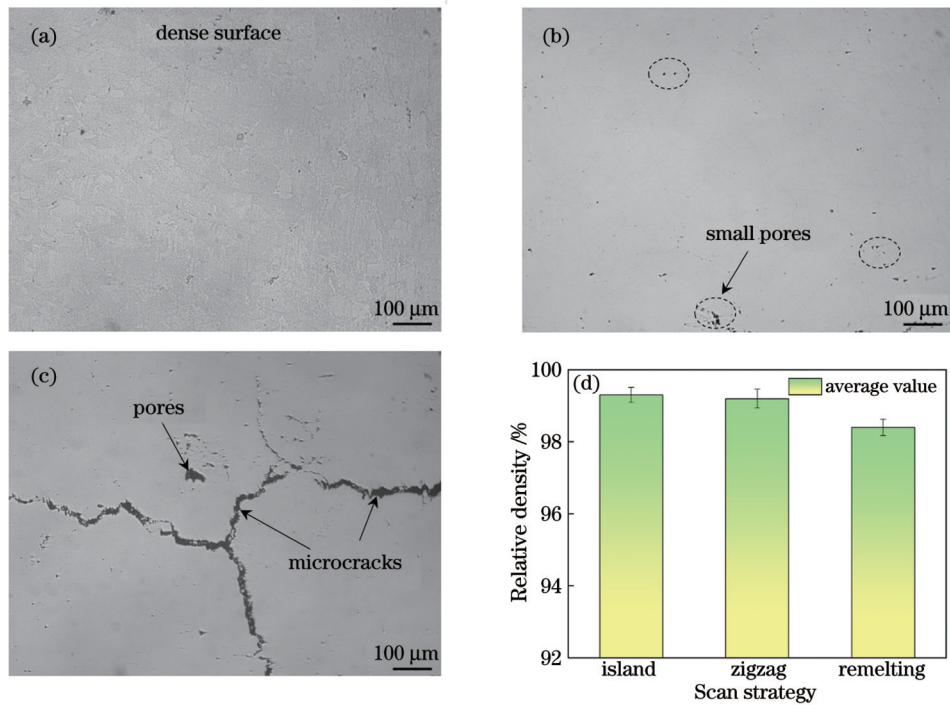 (a)
dense surface
100 μm
(b)
small pores
100 μm
(c)
pores
microcracks
100 μm
(d)
average value
100
98
96
94
92
Relative density /%
island
zigzag
remelting
Scan strategy